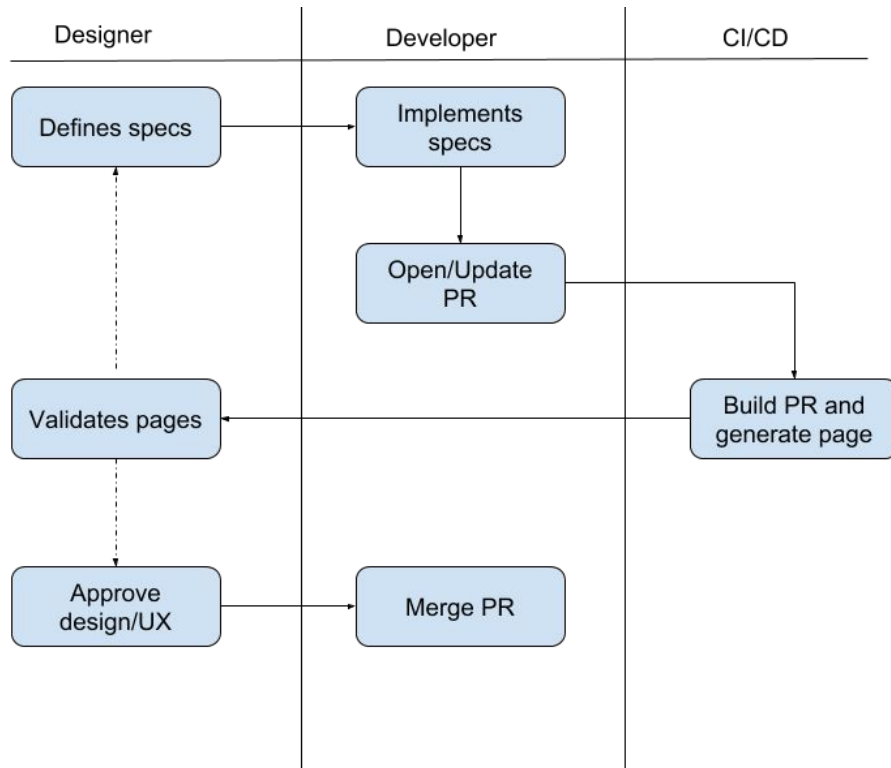 Designer
Developer
CI/CD
Defines specs
Implements
specs
Open/Update
PR
Validates pages
Build PR and
generate page
Approve
design/UX
Merge PR